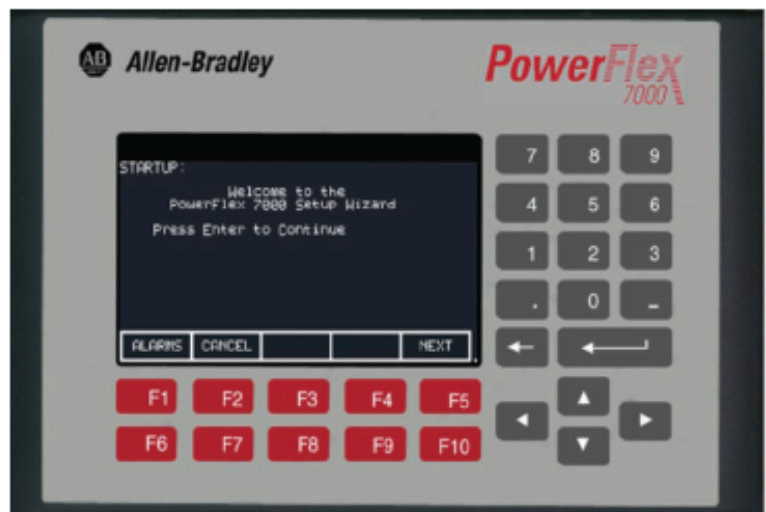 AB Allen-Bradley
PowerFlex
7000
STARTUP:
Welcome to the
PowerFlex 7000 Setup Wizard
Press Enter to Continue
ALARMS CANCEL NEXT
F1 F2 F3 F4 F5
F6 F7 F8 F9 F10
7 8 9
4 5 6
1 2 3
. 0 -